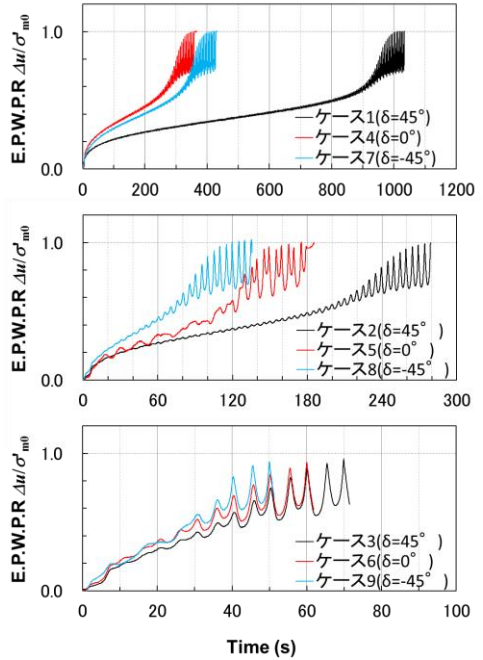 E.P.W.P.R Δu/σ'm0
1.0
0.0
ケース1(δ=45°)
ケース4(δ=0°)
ケース7(δ=-45°)
0 200 400 600 800 1000 1200
E.P.W.P.R Δu/σ'm0
1.0
0.0
ケース2(δ=45°)
ケース5(δ=0°)
ケース8(δ=-45°)
0 60 120 180 240 300
E.P.W.P.R Δu/σ'm0
1.0
0.0
ケース3(δ=45°)
ケース6(δ=0°)
ケース9(δ=-45°)
0 20 40 60 80 100
Time (s)